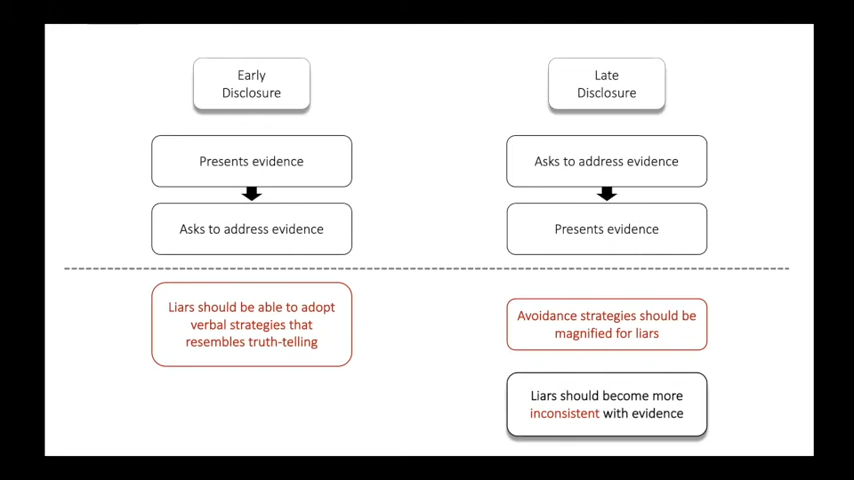 Early
Disclosure
Presents evidence
Asks to address evidence
Liars should be able to adopt
verbal strategies that
resembles truth-telling
Late
Disclosure
Asks to address evidence
Presents evidence
Avoidance strategies should be
magnified for liars
Liars should become more
inconsistent with evidence